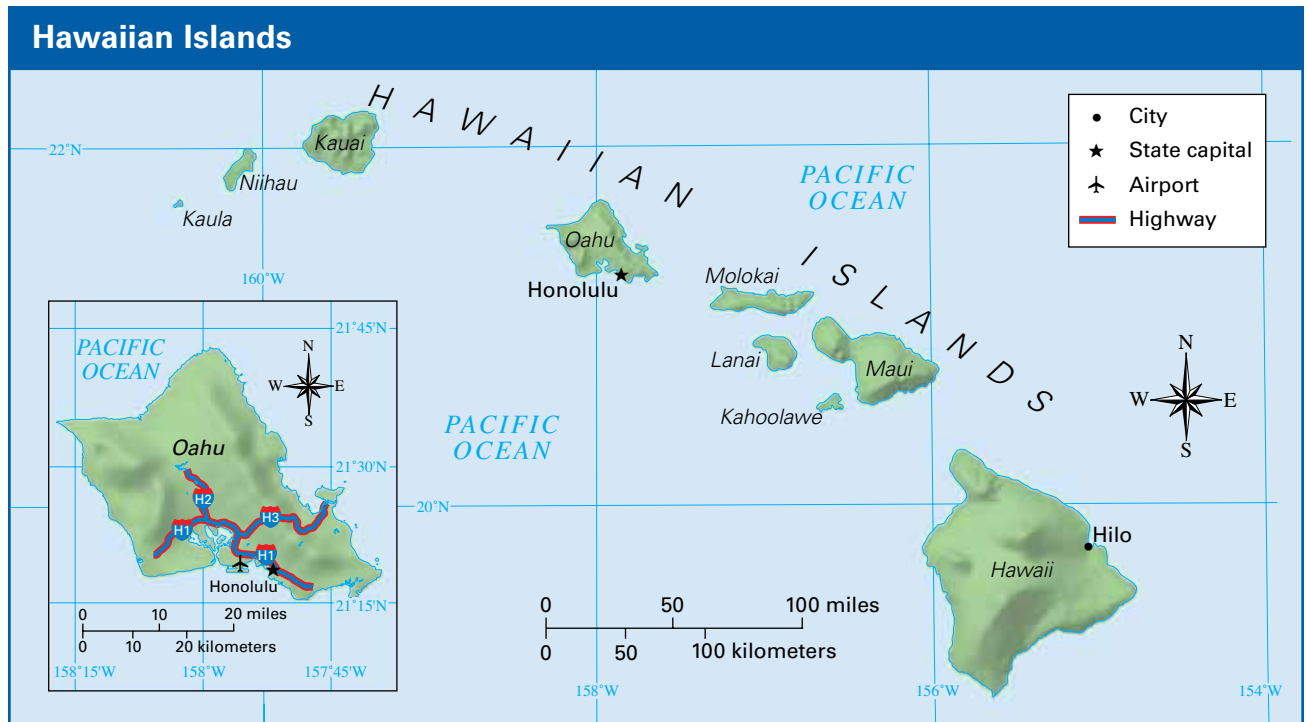 Hawaiian Islands
HAWAIIAN
ISLANDS
City
State capital
Airport
Highway
22°N
Kauai
Niihau
Kaula
PACIFIC
OCEAN
Oahu
Honolulu
160°W
Molokai
Lanai
Maui
Kahoolawe
N
W
E
S
PACIFIC
OCEAN
20°N
Hilo
Hawaii
0 50 100 miles
0 50 100 kilometers
158°W
156°W
154°W
PACIFIC
OCEAN
21°45'N
N
W
E
S
Oahu
21°30'N
H2
H1
H3
H1
Honolulu
21°15'N
0 10 20 miles
0 10 20 kilometers
158°15'W
158°W
157°45'W